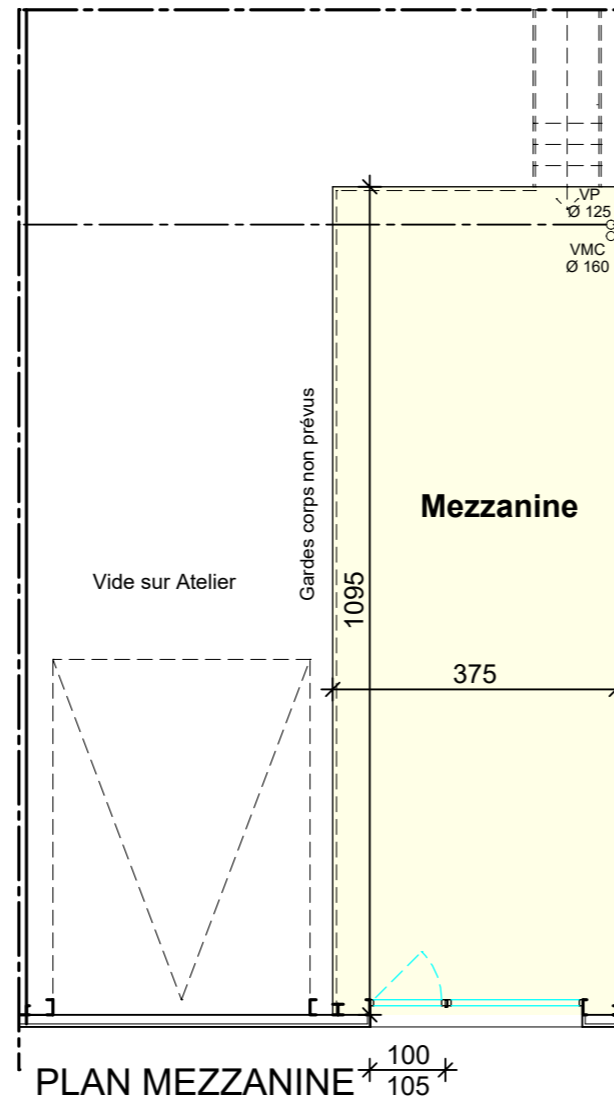 VP
Ø 125
VMC
Ø 160
Gardes corps non prévus
Mezzanine
Vide sur Atelier
1095
375
PLAN MEZZANINE
100
105